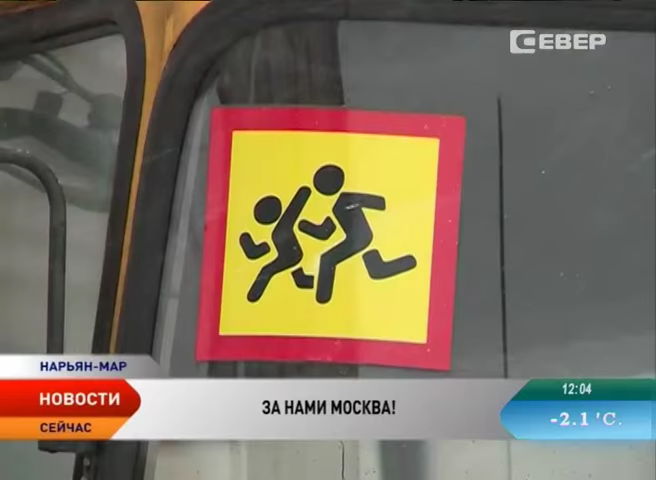 СЕВЕР
НАРЬЯН-МАР
НОВОСТИ
СЕЙЧАС
ЗА НАМИ МОСКВА!
12:04
-2.1 'C.